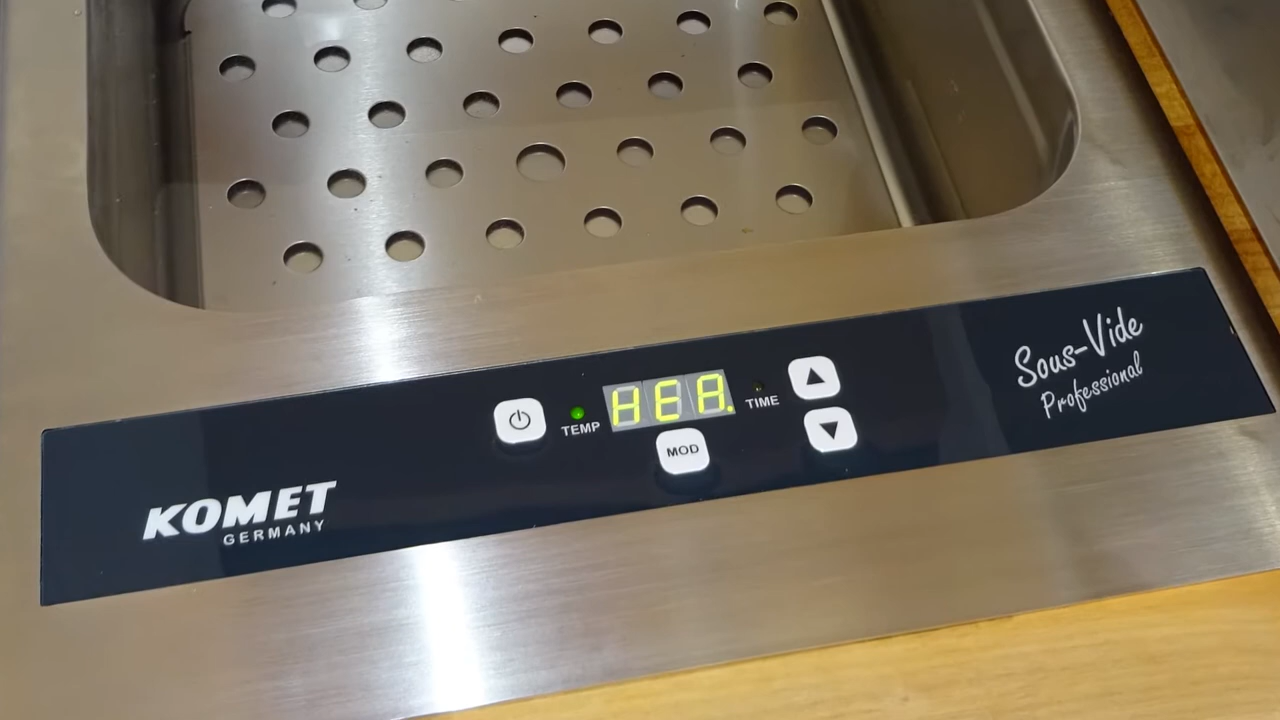 TEMP
HEA.
TIME
MOD
Sous-Vide
Professional
KOMET
GERMANY